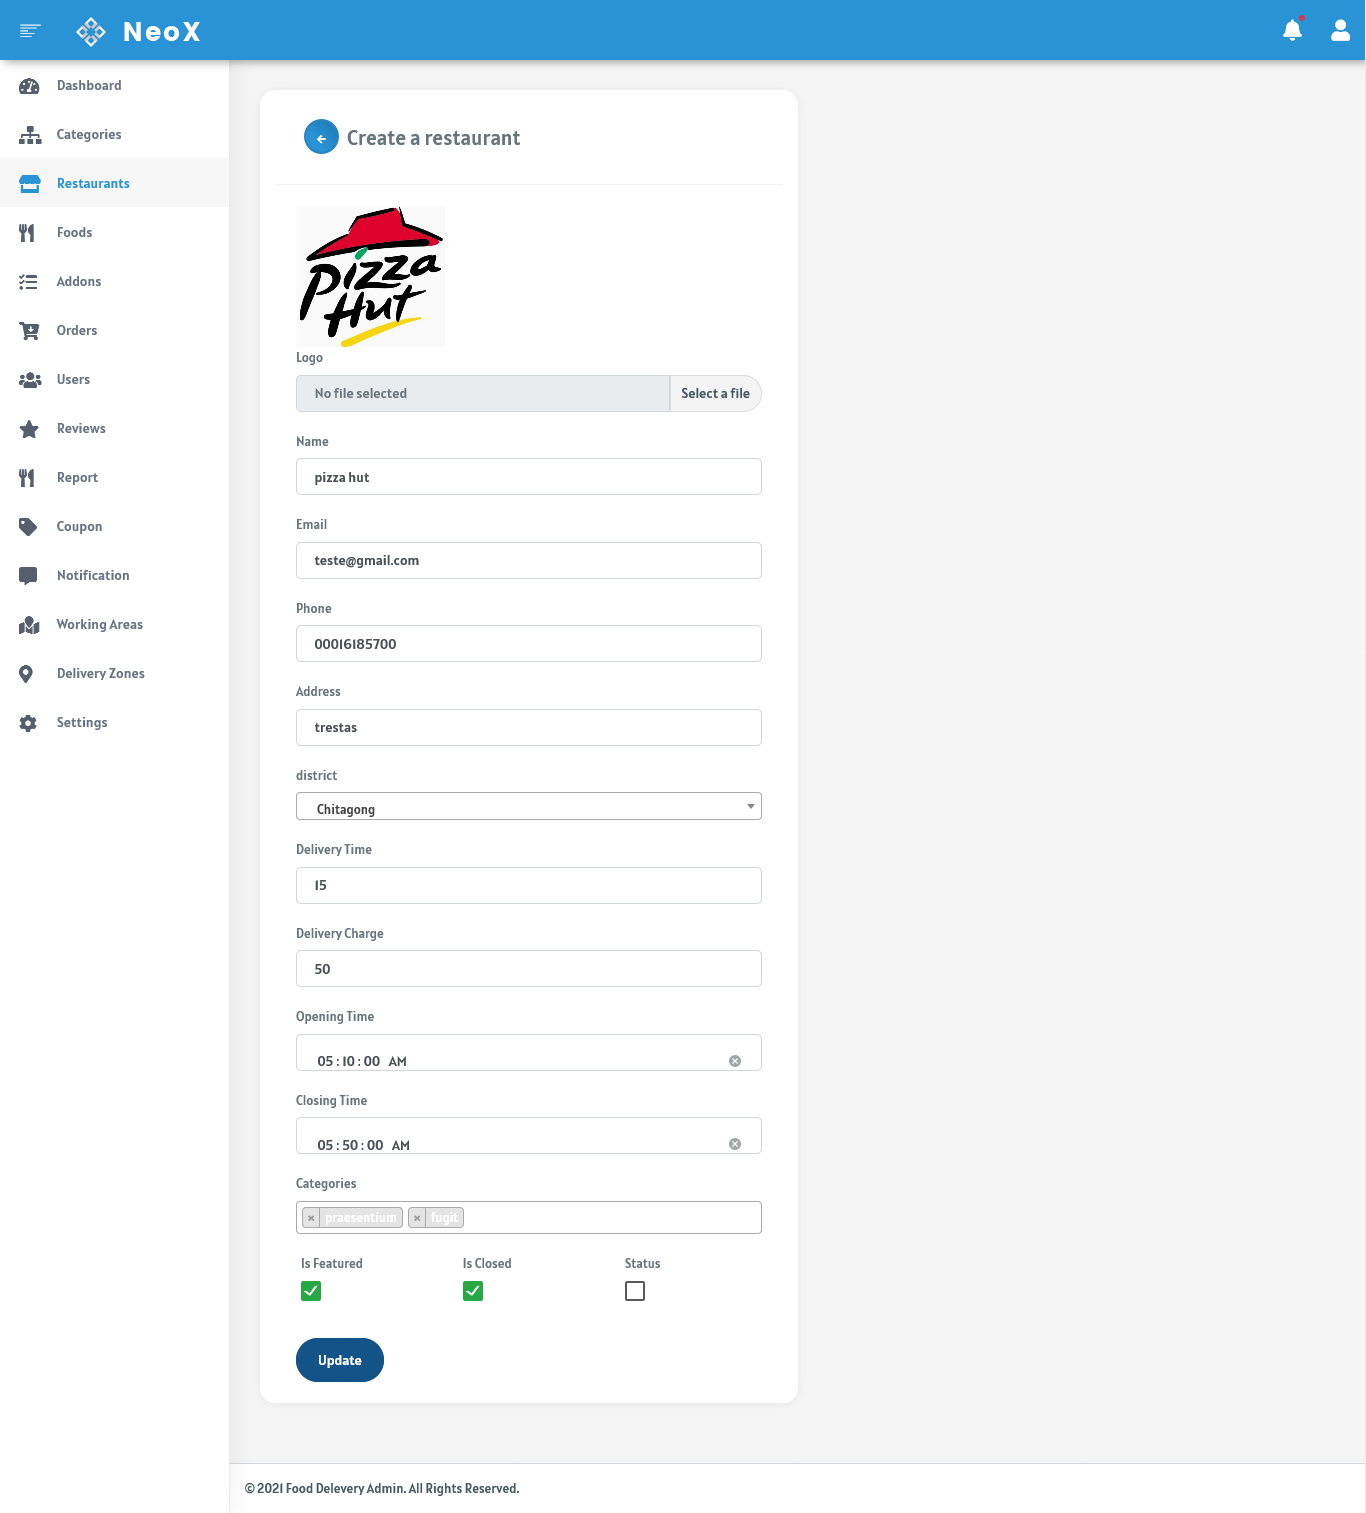 NeoX
Dashboard
Categories
Restaurants
Foods
Addons
Orders
Users
Reviews
Report
Coupon
Notification
Working Areas
Delivery Zones
Settings
Create a restaurant
Pizza
Hut
Logo
No file selected
Select a file
Name
pizza hut
Email
teste@gmail.com
Phone
00016185700
Address
trestas
district
Chitagong
Delivery Time
15
Delivery Charge
50
Opening Time
05 : 10 : 00 AM
Closing Time
05 : 50 : 00 AM
Categories
× praesentium × fugit
Is Featured Is Closed Status
Update
© 2021 Food Delevery Admin. All Rights Reserved.